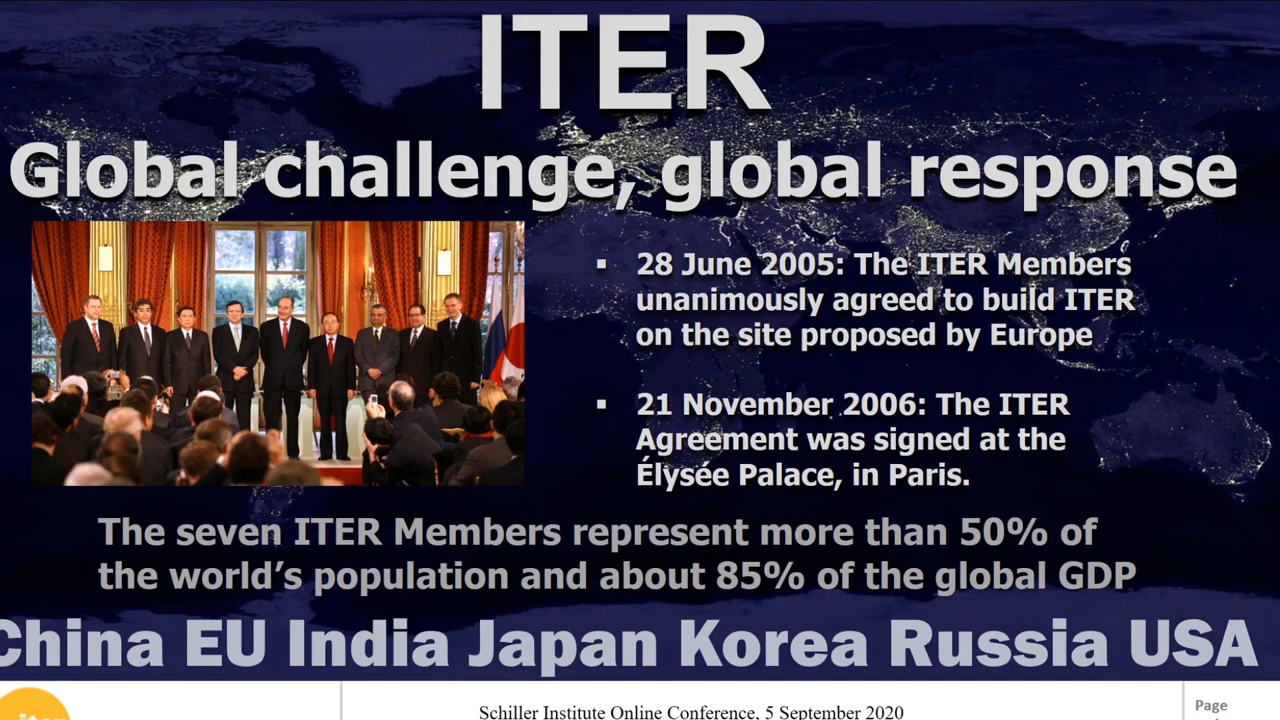 ITER
Global challenge, global response
▪ 28 June 2005: The ITER Members
unanimously agreed to build ITER
on the site proposed by Europe
▪ 21 November 2006: The ITER
Agreement was signed at the
Élysée Palace, in Paris.
The seven ITER Members represent more than 50% of
the world’s population and about 85% of the global GDP
China EU India Japan Korea Russia USA
Schiller Institute Online Conference, 5 September 2020
Page